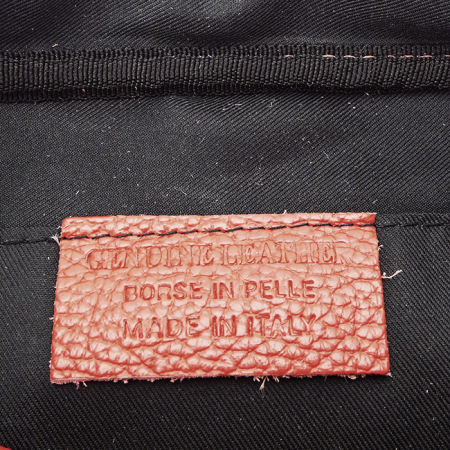 GENUINE LEATHER
BORSE IN PELLE
MADE IN ITALY